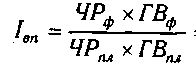 I_вп = ЧР_ф × ГВ_ф / ЧР_пл × ГВ_пл